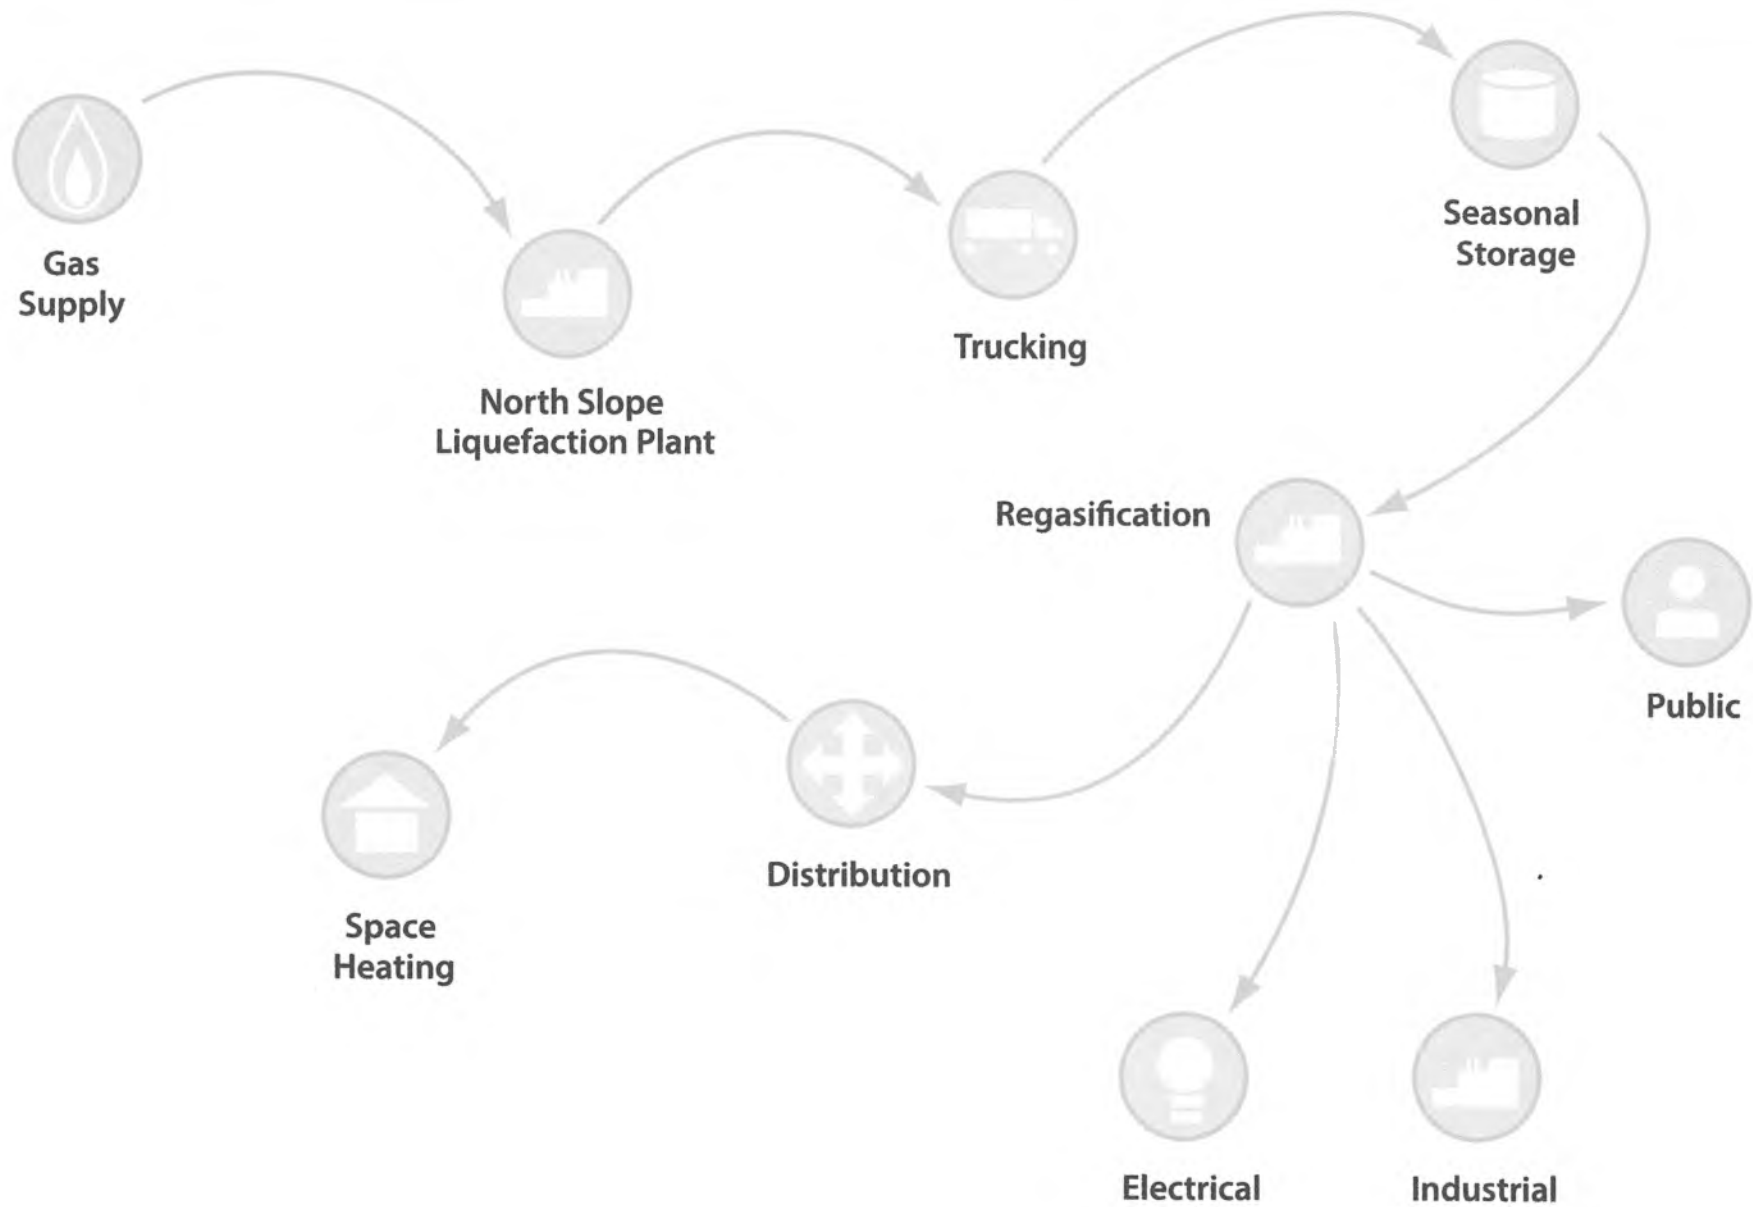 Gas
Supply
North Slope
Liquefaction Plant
Trucking
Seasonal
Storage
Regasification
Public
Distribution
Space
Heating
Electrical
Industrial